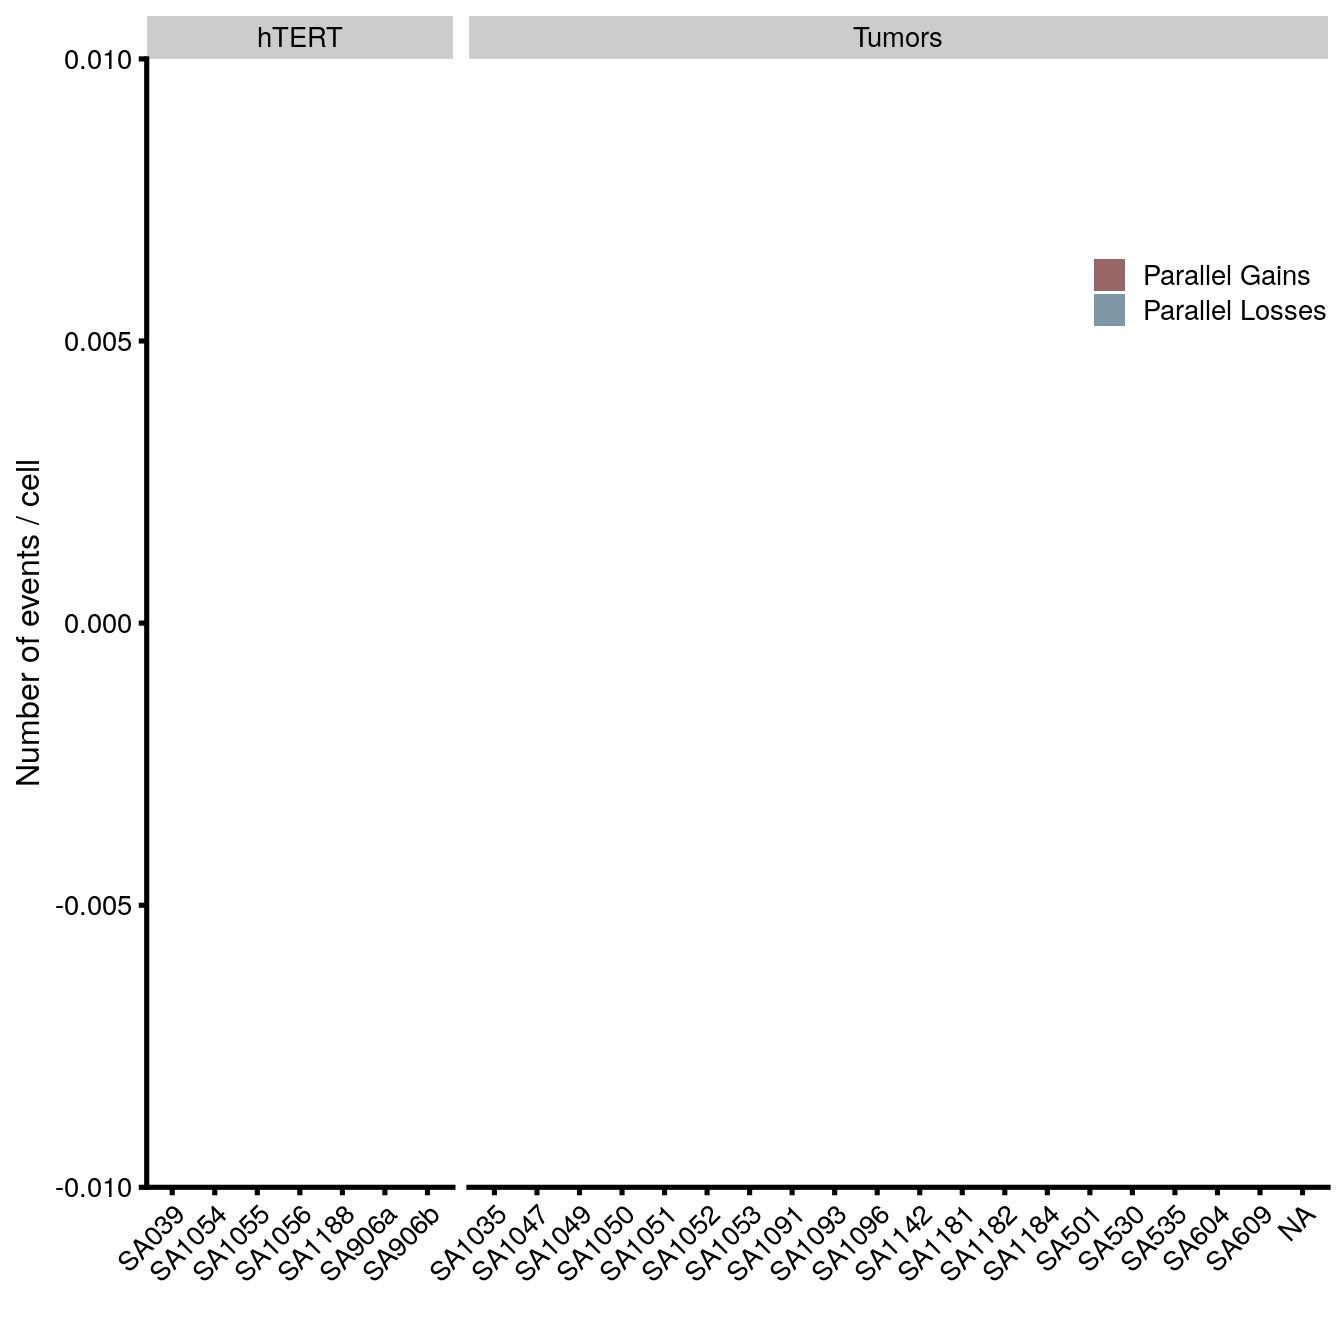 hTERT
Tumors
0.010
0.005
0.000
-0.005
-0.010
Number of events / cell
Parallel Gains
Parallel Losses
SA039
SA1054
SA1055
SA1056
SA1188
SA906a
SA906b
SA1035
SA1047
SA1049
SA1050
SA1051
SA1052
SA1053
SA1091
SA1093
SA1096
SA1142
SA1181
SA1182
SA1184
SA501
SA530
SA535
SA604
SA609
NA